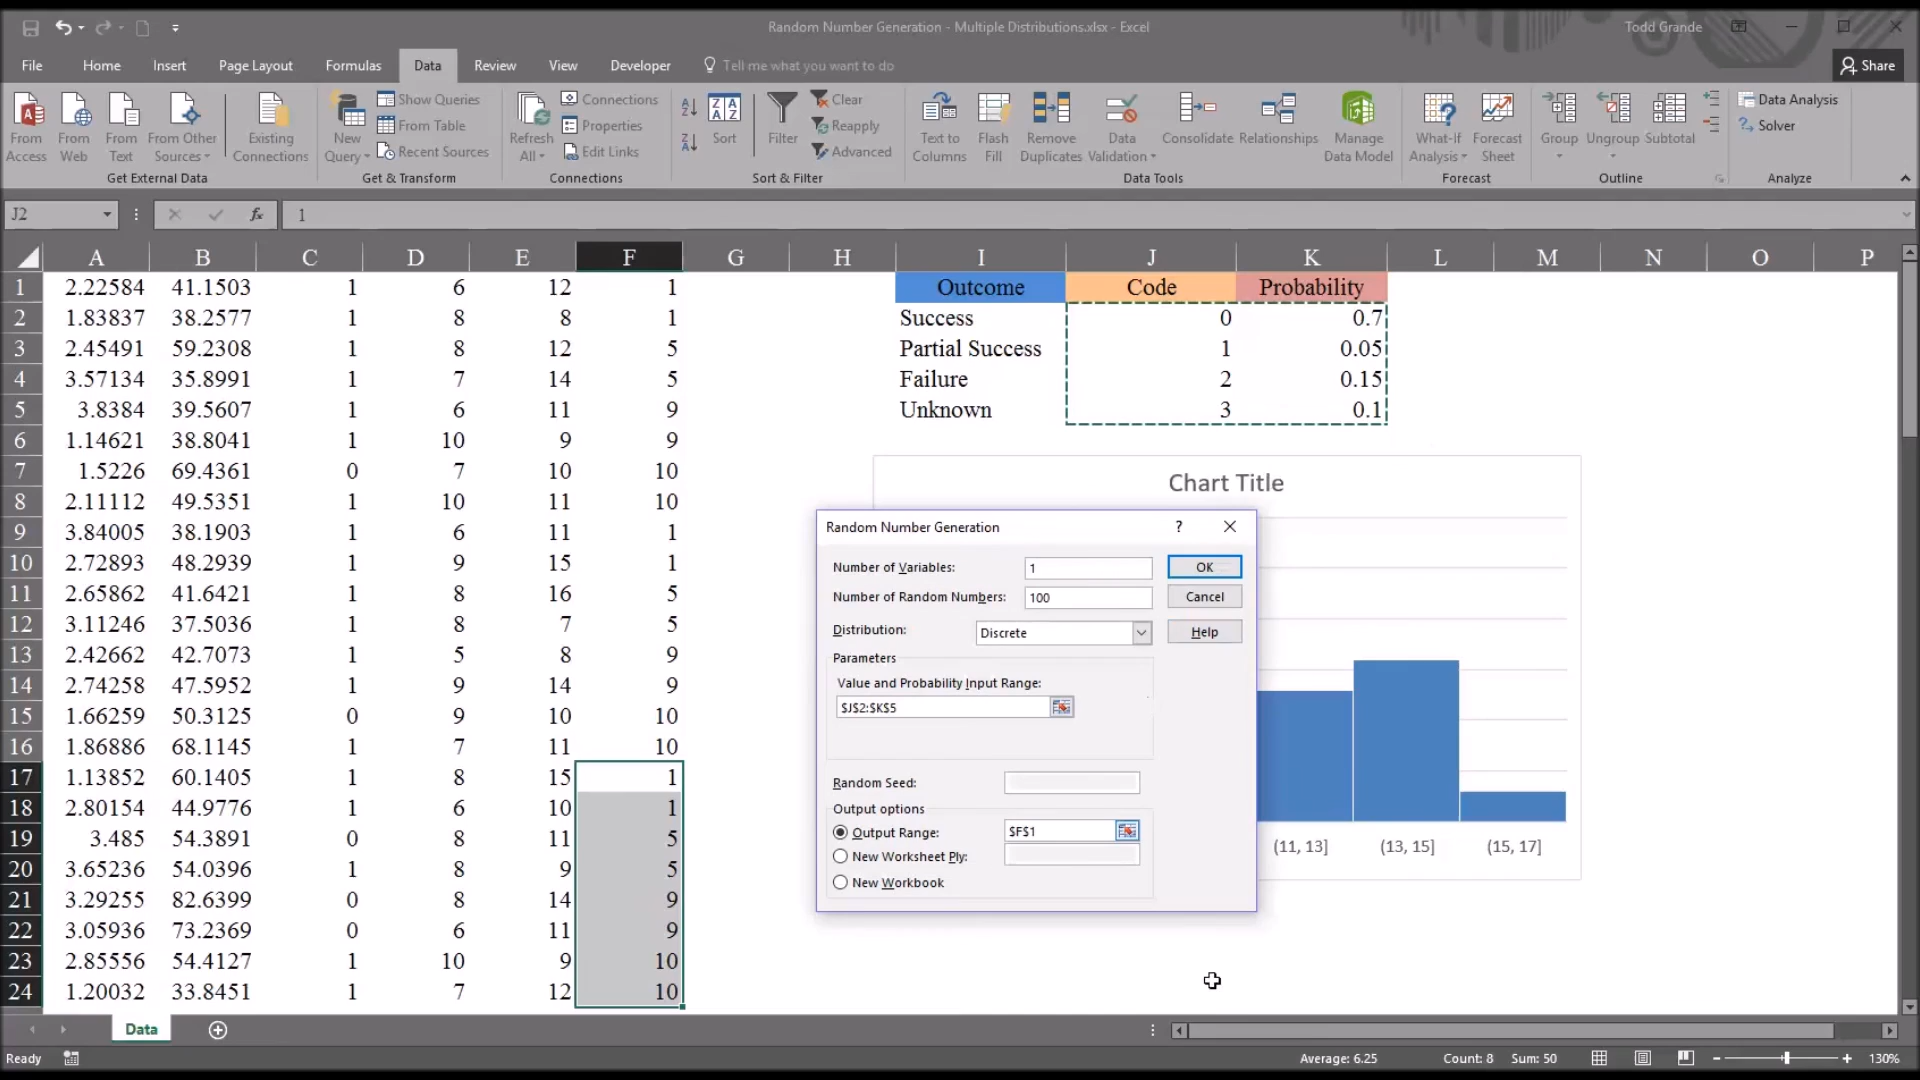 Random Number Generation - Multiple Distributions.xlsx - Excel
Todd Grande
File Home Insert Page Layout Formulas Data Review View Developer Tell me what you want to do Share
From Access
From Web
From Text
From Other Sources
Existing Connections
Get External Data
New Query
Show Queries
From Table
Recent Sources
Get & Transform
Refresh All
Connections
Properties
Edit Links
Connections
Sort
Filter
Clear
Reapply
Advanced
Sort & Filter
Text to Columns
Flash Fill
Remove Duplicates
Data Validation
Consolidate
Relationships
Manage Data Model
Data Tools
What-If Analysis
Forecast Sheet
Forecast
Group
Ungroup
Subtotal
Outline
Data Analysis
Solver
Analyze
J2 fx 1
A B C D E F G H I J K L M N O P
1 2.22584 41.1503 1 6 12 1 Outcome Code Probability
2 1.83837 38.2577 1 8 8 1 Success 0 0.7
3 2.45491 59.2308 1 8 12 5 Partial Success 1 0.05
4 3.57134 35.8991 1 7 14 5 Failure 2 0.15
5 3.8384 39.5607 1 6 11 9 Unknown 3 0.1
6 1.14621 38.8041 1 10 9 9
7 1.5226 69.4361 0 7 10 10
8 2.11112 49.5351 1 10 11 10
9 3.84005 38.1903 1 6 11 1
10 2.72893 48.2939 1 9 15 1
11 2.65862 41.6421 1 8 16 5
12 3.11246 37.5036 1 8 7 5
13 2.42662 42.7073 1 5 8 9
14 2.74258 47.5952 1 9 14 9
15 1.66259 50.3125 0 9 10 10
16 1.86886 68.1145 1 7 11 10
17 1.13852 60.1405 1 8 15 1
18 2.80154 44.9776 1 6 10 1
19 3.485 54.3891 0 8 11 5
20 3.65236 54.0396 1 8 9 5
21 3.29255 82.6399 0 8 14 9
22 3.05936 73.2369 0 6 11 9
23 2.85556 54.4127 1 10 9 10
24 1.20032 33.8451 1 7 12 10
Chart Title
(11, 13] (13, 15] (15, 17]
Random Number Generation ?
Number of Variables: 1 OK
Number of Random Numbers: 100 Cancel
Distribution: Discrete Help
Parameters
Value and Probability Input Range:
$J$2:$K$5
Random Seed:
Output options
Output Range: $F$1
New Worksheet Ply:
New Workbook
Data
Ready Average: 6.25 Count: 8 Sum: 50 130%